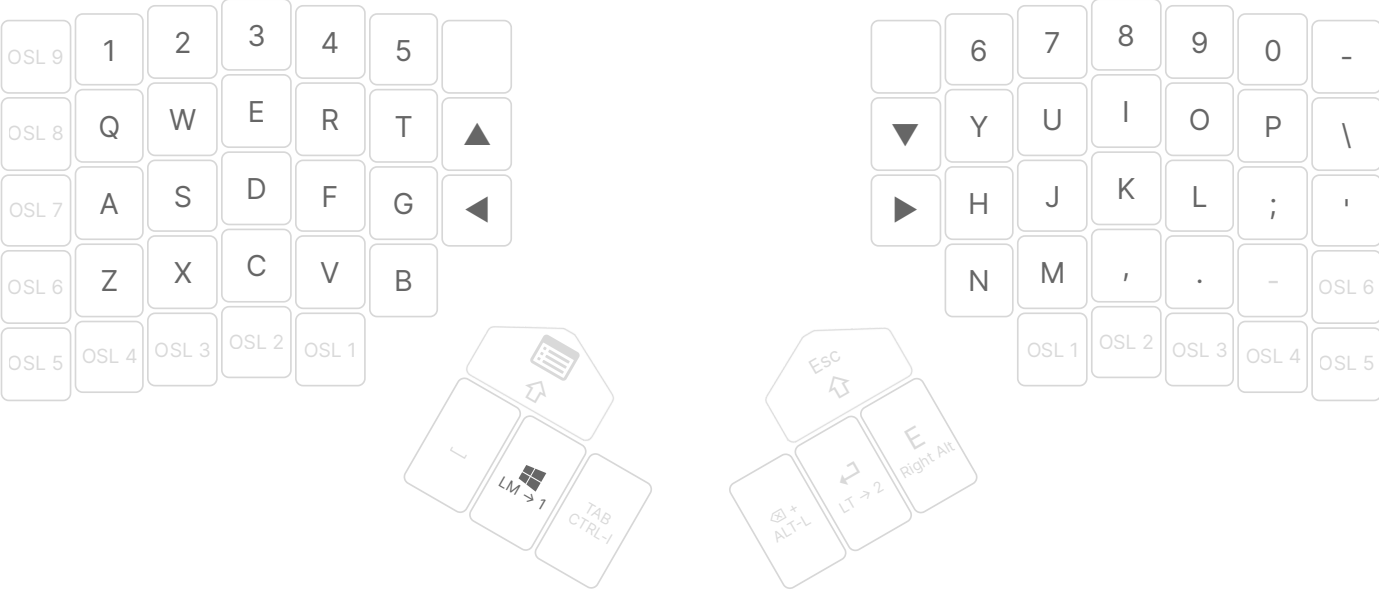 OSL 9 1 2 3 4 5 6 7 8 9 0 -
OSL 8 Q W E R T ▲ ▼ Y U I O P \
OSL 7 A S D F G ◀ ▶ H J K L ; '
OSL 6 Z X C V B N M , . - OSL 6
OSL 5 OSL 4 OSL 3 OSL 2 OSL 1 OSL 1 OSL 2 OSL 3 OSL 4 OSL 5
Esc
LM → 1
TAB
CTRL-I
+
ALT-L
LT → 2
E
Right Alt